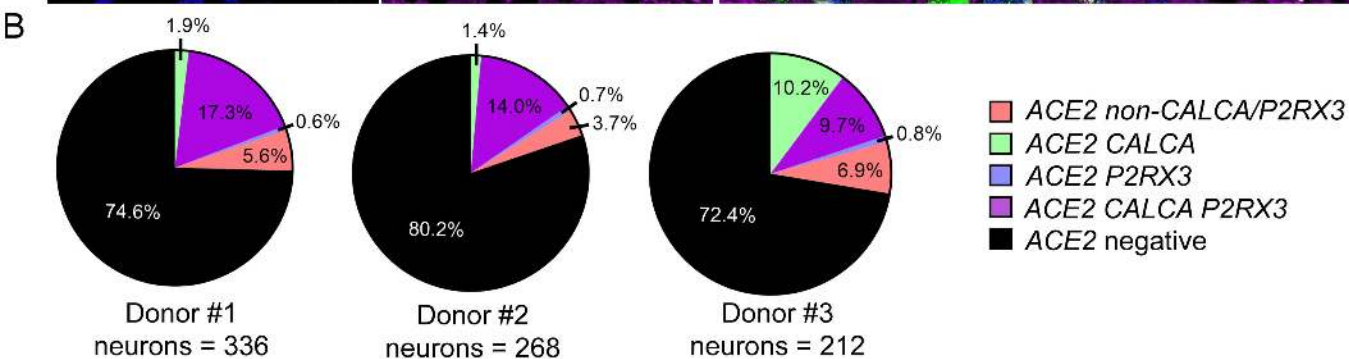 B
1.9%
17.3%
0.6%
5.6%
74.6%
Donor #1
neurons = 336
1.4%
14.0%
0.7%
3.7%
80.2%
Donor #2
neurons = 268
10.2%
9.7%
0.8%
6.9%
72.4%
Donor #3
neurons = 212
ACE2 non-CALCA/P2RX3
ACE2 CALCA
ACE2 P2RX3
ACE2 CALCA P2RX3
ACE2 negative